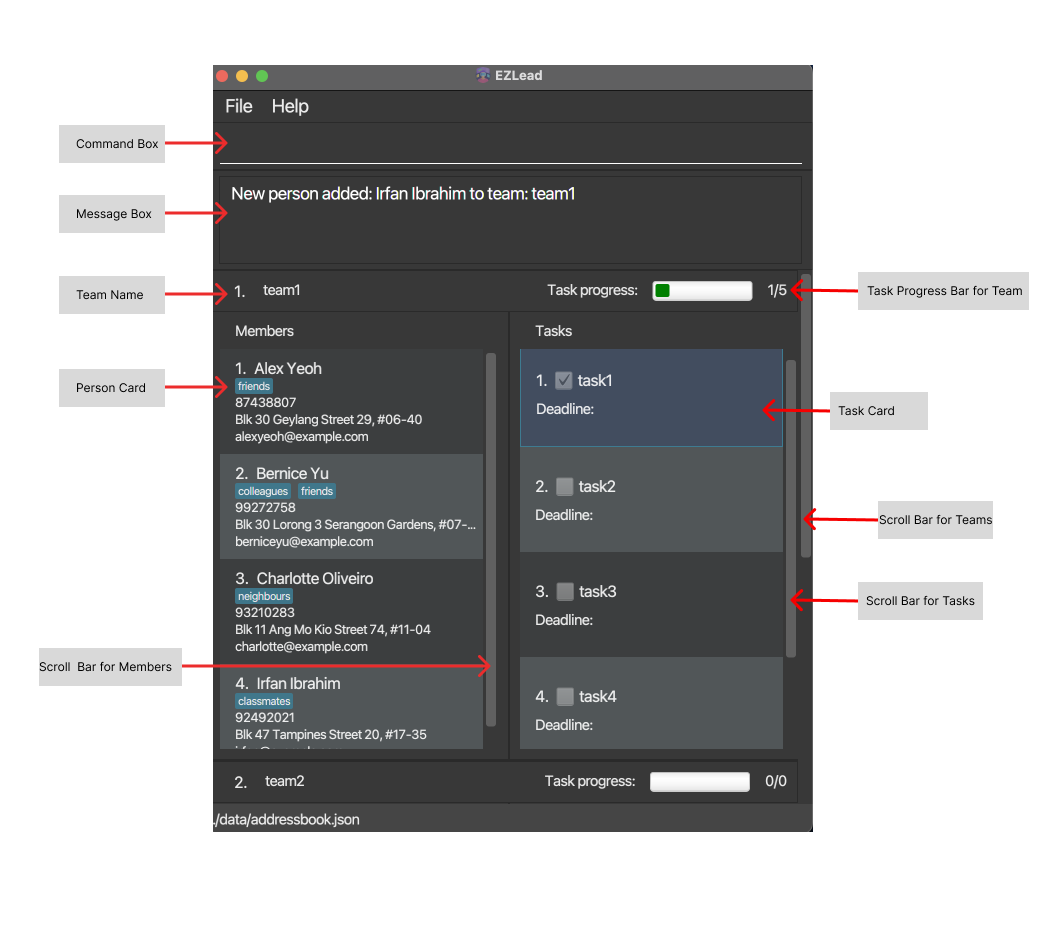 EZLead
File Help
Command Box
Message Box
New person added: Irfan Ibrahim to team: team1
Team Name
1. team1
Task progress:
1/5
Task Progress Bar for Team
Members
Tasks
Person Card
1. Alex Yeoh
friends
87438807
Blk 30 Geylang Street 29, #06-40
alexyeoh@example.com
2. Bernice Yu
colleagues friends
99272758
Blk 30 Lorong 3 Serangoon Gardens, #07-...
berniceyu@example.com
3. Charlotte Oliveiro
neighbours
93210283
Blk 11 Ang Mo Kio Street 74, #11-04
charlotte@example.com
Scroll Bar for Members
4. Irfan Ibrahim
classmates
92492021
Blk 47 Tampines Street 20, #17-35
1. task1
Deadline:
Task Card
2. task2
Deadline:
Scroll Bar for Teams
3. task3
Deadline:
Scroll Bar for Tasks
4. task4
Deadline:
2. team2
Task progress:
0/0
./data/addressbook.json